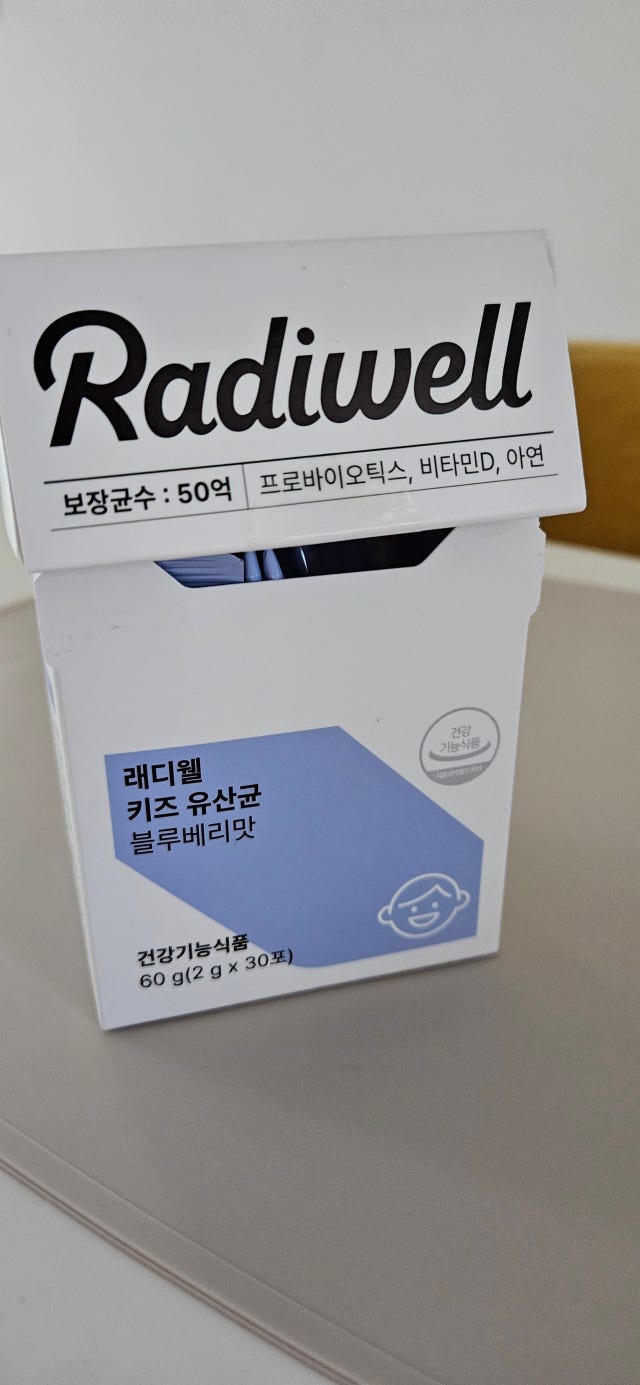 Radiwell
보장균수 : 50억
프로바이오틱스, 비타민D, 아연
건강
기능식품
래디웰
키즈 유산균
블루베리맛
건강기능식품
60 g(2 g x 30포)